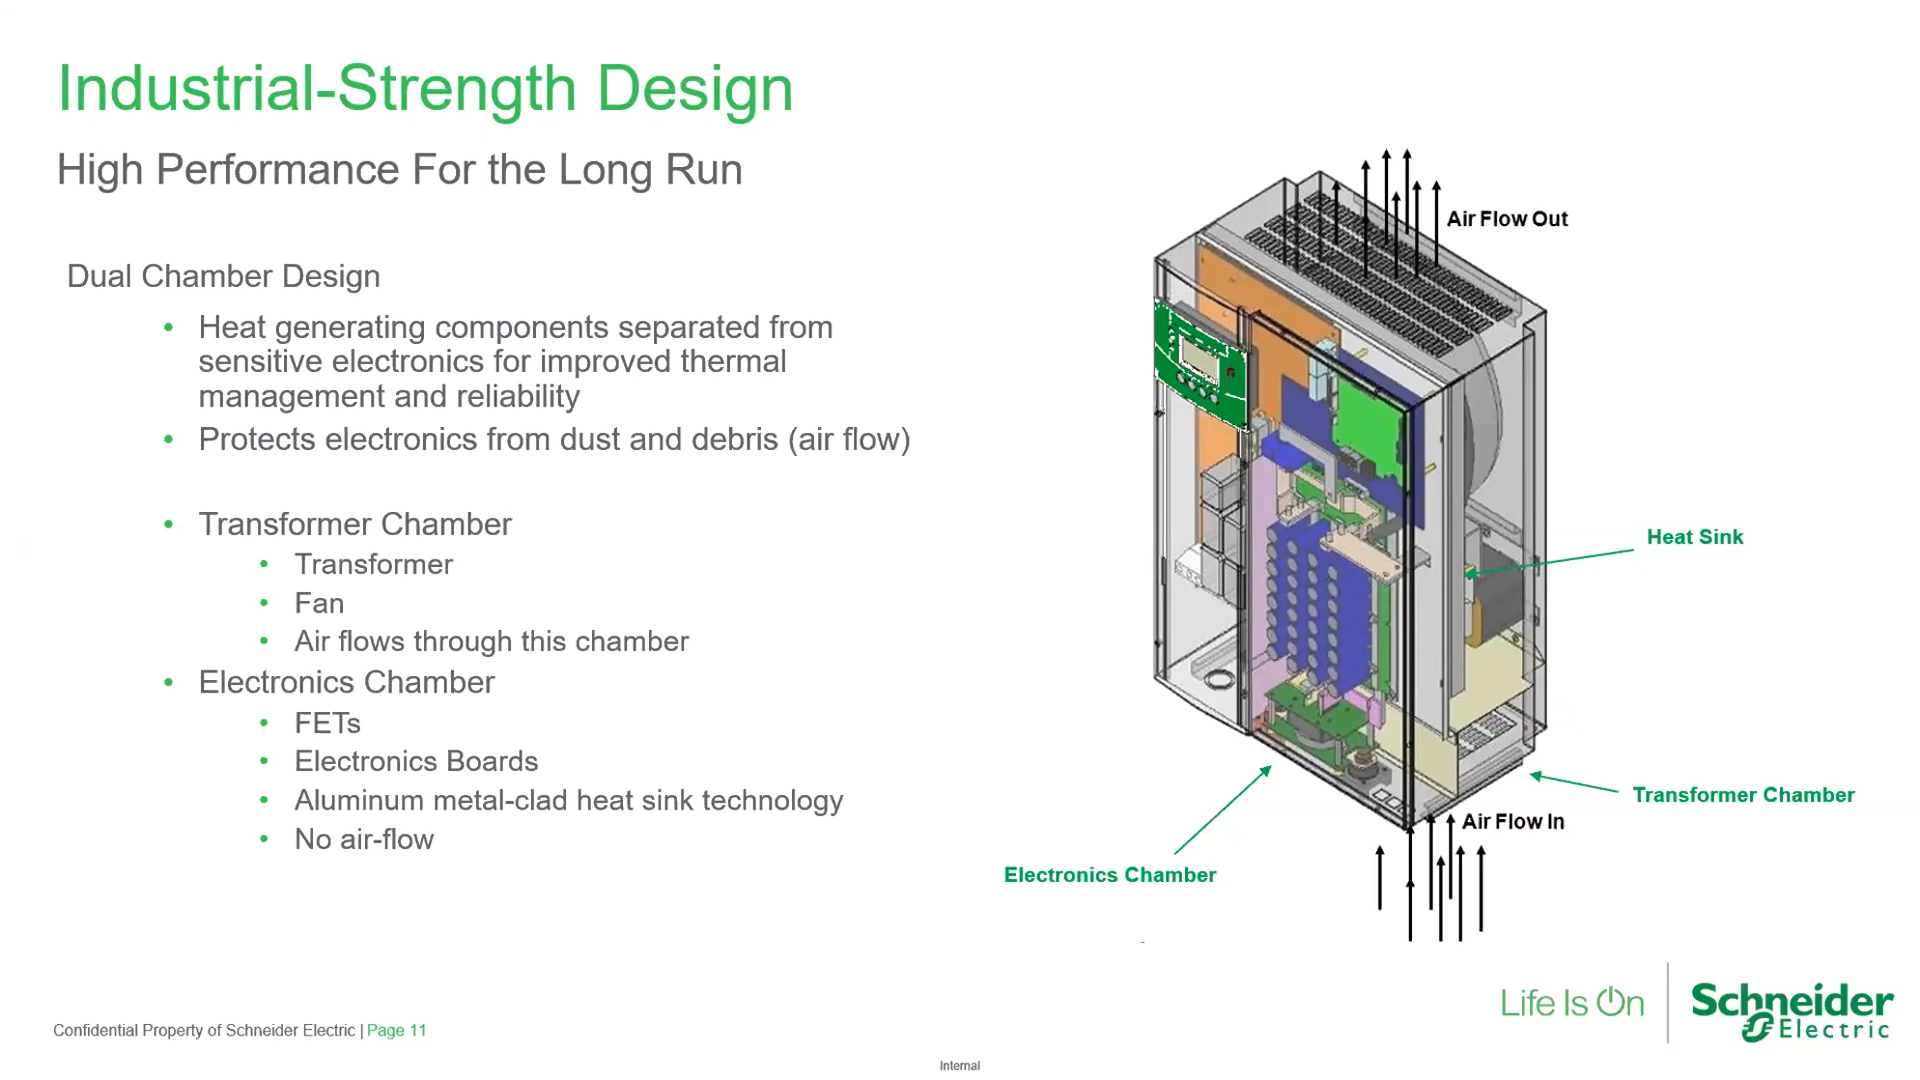 Industrial-Strength Design
High Performance For the Long Run
Dual Chamber Design
• Heat generating components separated from
sensitive electronics for improved thermal
management and reliability
• Protects electronics from dust and debris (air flow)
• Transformer Chamber
• Transformer
• Fan
• Air flows through this chamber
• Electronics Chamber
• FETs
• Electronics Boards
• Aluminum metal-clad heat sink technology
• No air-flow
Air Flow Out
Heat Sink
Transformer Chamber
Air Flow In
Electronics Chamber
Life Is On
Schneider
Electric
Confidential Property of Schneider Electric | Page 11
Internal